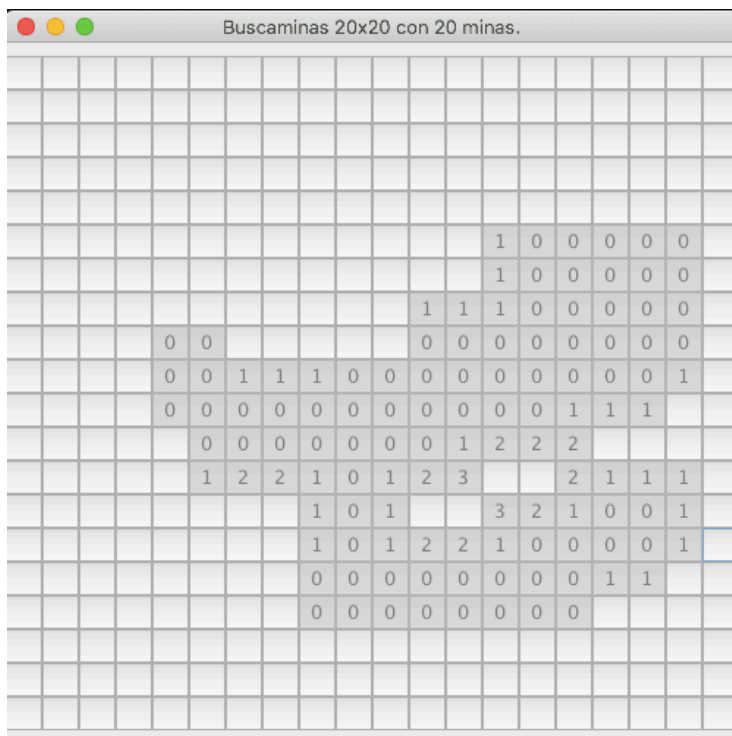 Buscaminas 20x20 con 20 minas.
1 0 0 0 0 0
1 0 0 0 0 0
1 1 1 0 0 0 0 0
0 0 0 0 0 0 0 0 0 0
0 0 1 1 1 0 0 0 0 0 0 0 0 0 1
0 0 0 0 0 0 0 0 0 0 0 1 1 1
0 0 0 0 0 0 0 1 2 2 2
1 2 2 1 0 1 2 3 2 1 1 1
1 0 1 3 2 1 0 0 1
1 0 1 2 2 1 0 0 0 0 1
0 0 0 0 0 0 0 0 1 1
0 0 0 0 0 0 0 0